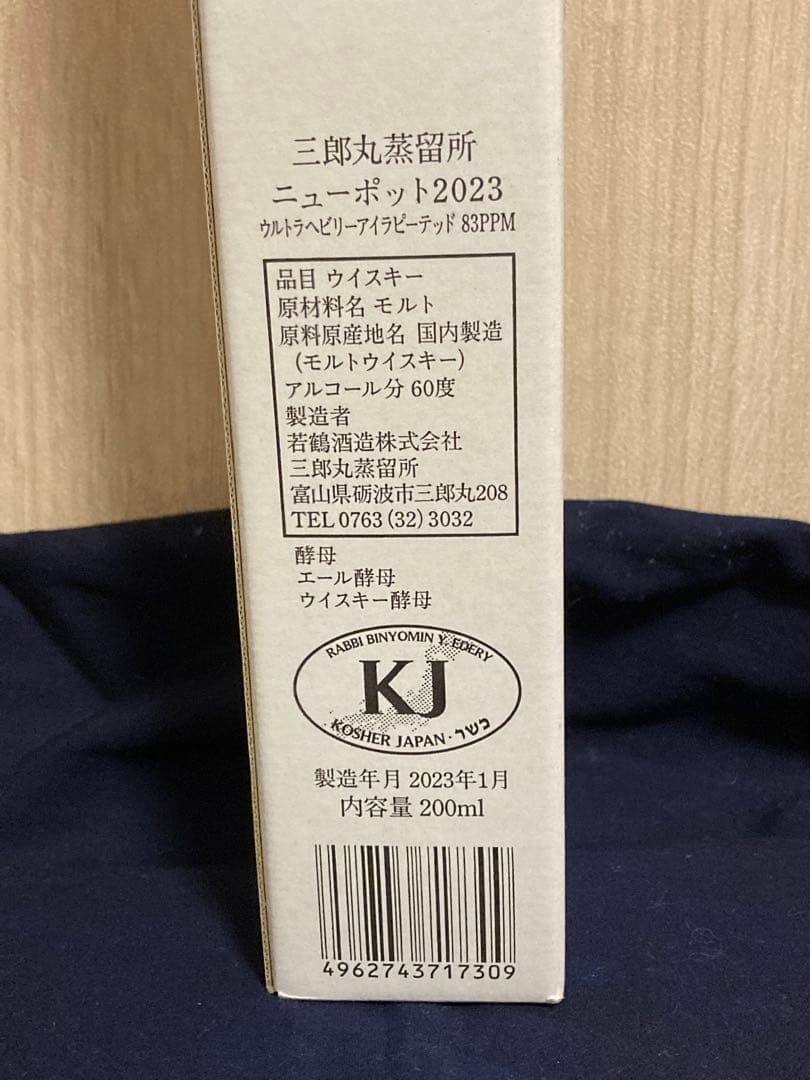 三郎丸蒸留所
ニューポット2023
ウルトラヘビリーアイラピーテッド 83PPM
品目 ウイスキー
原材料名 モルト
原料原産地名 国内製造
(モルトウイスキー)
アルコール分 60度
製造者
若鶴酒造株式会社
三郎丸蒸留所
富山県砺波市三郎丸208
TEL 0763 (32) 3032
酵母
エール酵母
ウイスキー酵母
RABBI BINYOMIN Y. EDERY
KJ
KOSHER JAPAN・כשר
製造年月 2023年1月
内容量 200ml
4962743717309